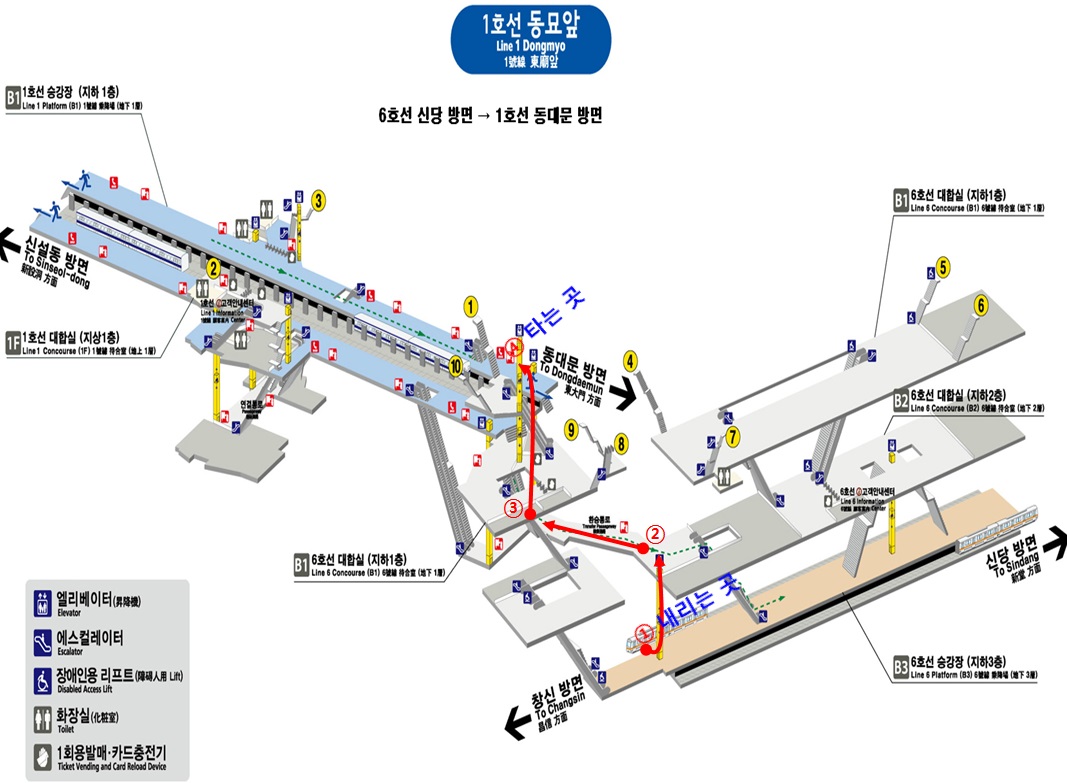 1호선 동묘앞
Line 1 Dongmyo
1號線 東廟앞
6호선 신당 방면 → 1호선 동대문 방면
B1 1호선 승강장 (지하 1층)
Line 1 Platform (B1) 1號線 乘降場 (地下 1層)
3
신설동 방면
To Sinseol-dong
新設洞 方面
2
1호선 고객안내센터
Line 1 Information Center
1F 1호선 대합실 (지상1층)
Line1 Concourse (1F) 1號線 待合室 (地上 1層)
연결통로
Passageway
1
10
④ 타는 곳
동대문 방면
To Dongdaemun
東大門 方面
4
9
8
B1 6호선 대합실 (지하1층)
Line 6 Concourse (B1) 6號線 待合室 (地下 1層)
5
6
7
B2 6호선 대합실 (지하2층)
Line 6 Concourse (B2) 6號線 待合室 (地下 2層)
6호선 고객안내센터
Line 6 Information Center
③
환승통로
Transfer Passageway
②
B1 6호선 대합실 (지하1층)
Line 6 Concourse (B1) 6號線 待合室 (地下 1層)
① 내리는 곳
신당 방면
To Sindang
新堂 方面
B3 6호선 승강장 (지하3층)
Line 6 Platform (B3) 6號線 乘降場 (地下 3層)
창신 방면
To Changsin
昌信 方面
엘리베이터(昇降機)
Elevator
에스컬레이터
Escalator
장애인용 리프트(障碍人用 Lift)
Disabled Access Lift
화장실(化粧室)
Toilet
1회용발매·카드충전기
Ticket Vending and Card Reload Device